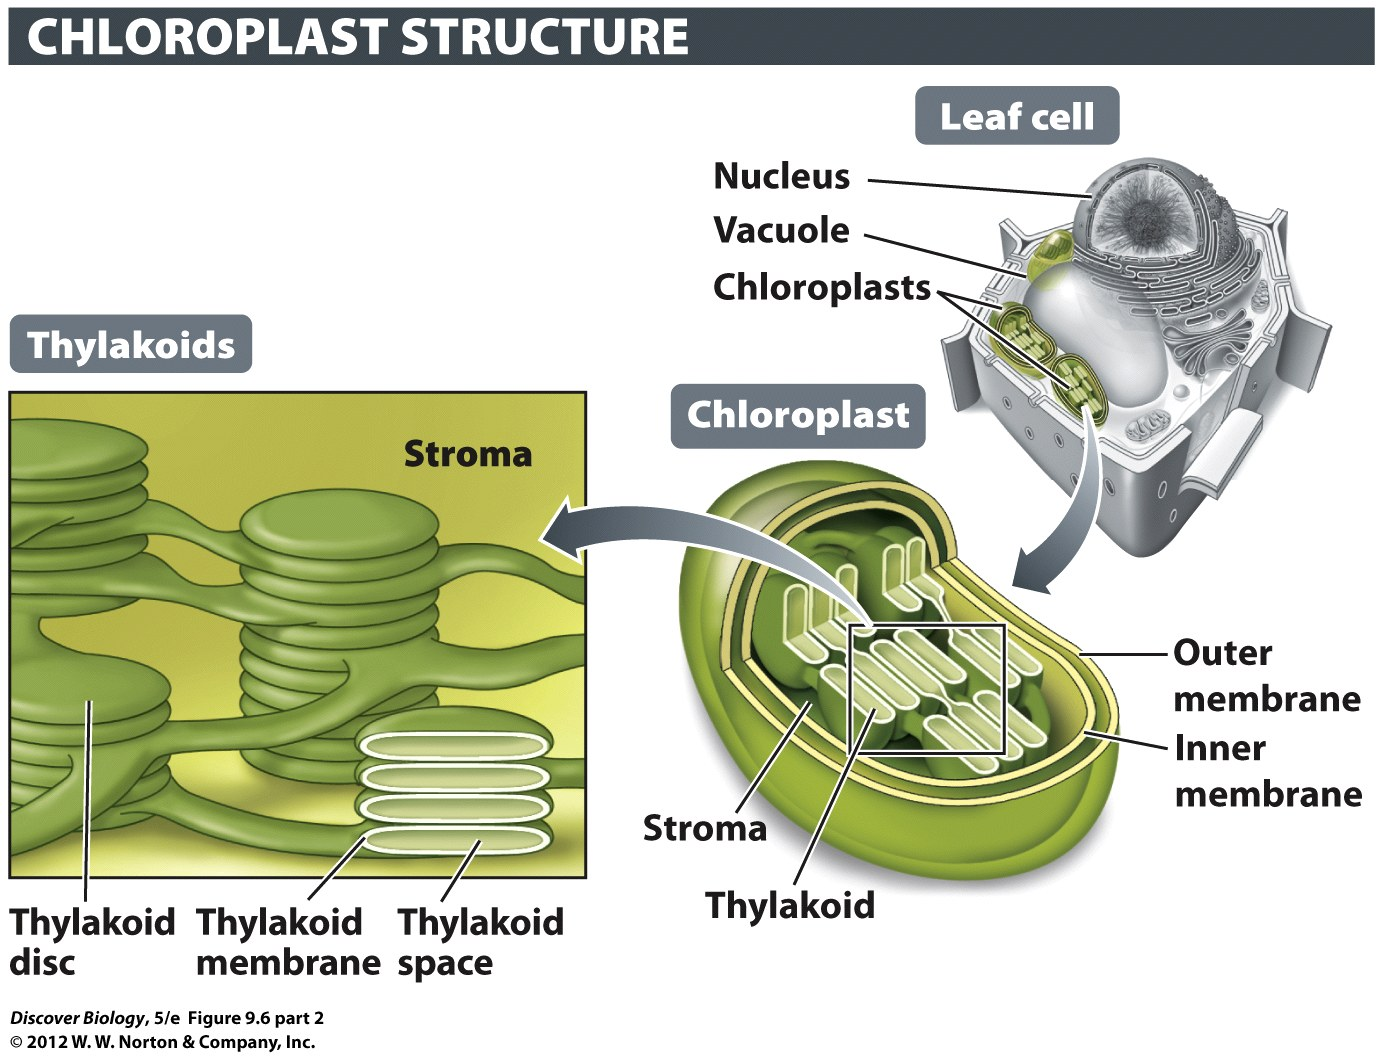 CHLOROPLAST STRUCTURE
Leaf cell
Nucleus
Vacuole
Chloroplasts
Thylakoids
Chloroplast
Stroma
Outer
membrane
Inner
membrane
Stroma
Thylakoid
Thylakoid
disc
Thylakoid
membrane
Thylakoid
space
Discover Biology, 5/e Figure 9.6 part 2
© 2012 W. W. Norton & Company, Inc.